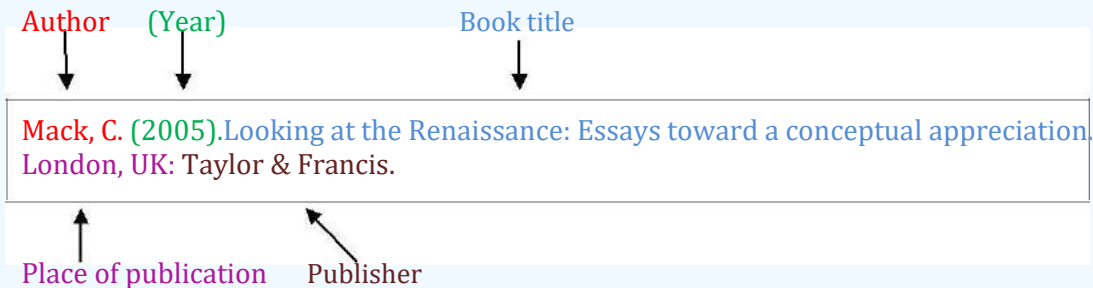 Author (Year) Book title
Mack, C. (2005).Looking at the Renaissance: Essays toward a conceptual appreciation.
London, UK: Taylor & Francis.
Place of publication Publisher